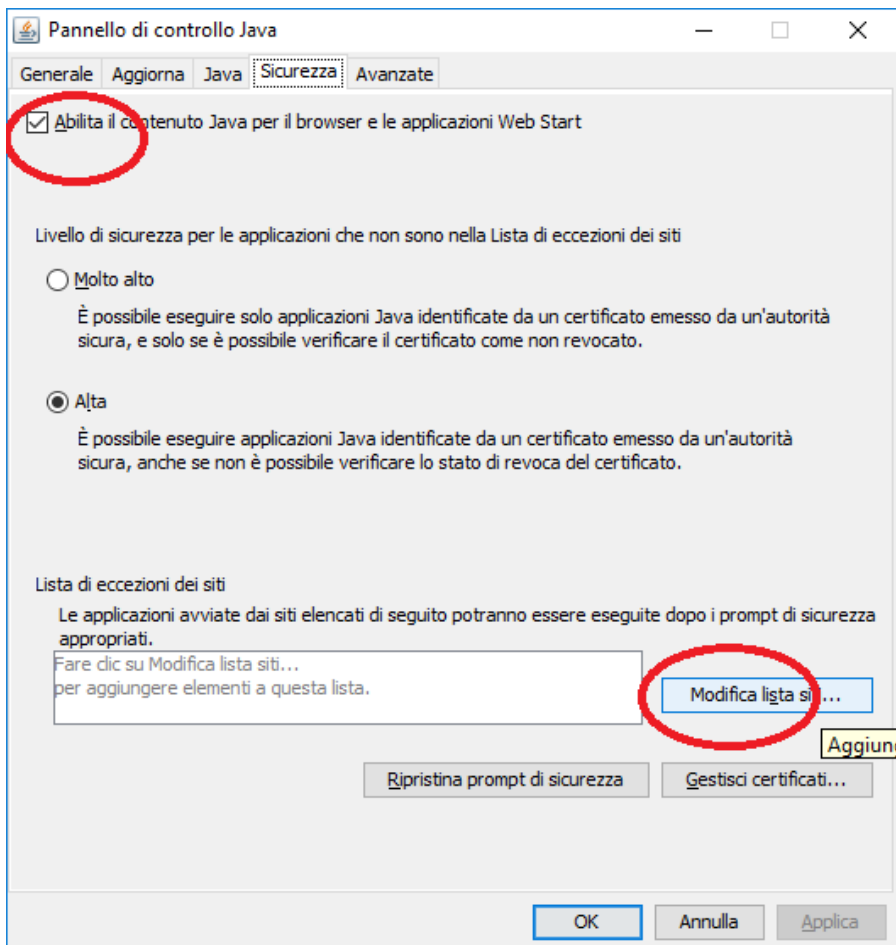 Pannello di controllo Java
Generale Aggiorna Java Sicurezza Avanzate
Abilita il contenuto Java per il browser e le applicazioni Web Start
Livello di sicurezza per le applicazioni che non sono nella Lista di eccezioni dei siti
Molto alto
È possibile eseguire solo applicazioni Java identificate da un certificato emesso da un'autorità
sicura, e solo se è possibile verificare il certificato come non revocato.
Alta
È possibile eseguire applicazioni Java identificate da un certificato emesso da un'autorità
sicura, anche se non è possibile verificare lo stato di revoca del certificato.
Lista di eccezioni dei siti
Le applicazioni avviate dai siti elencati di seguito potranno essere eseguite dopo i prompt di sicurezza
appropriati.
Fare clic su Modifica lista siti...
per aggiungere elementi a questa lista.
Modifica lista siti...
Aggiun
Ripristina prompt di sicurezza Gestisci certificati...
OK Annulla Applica